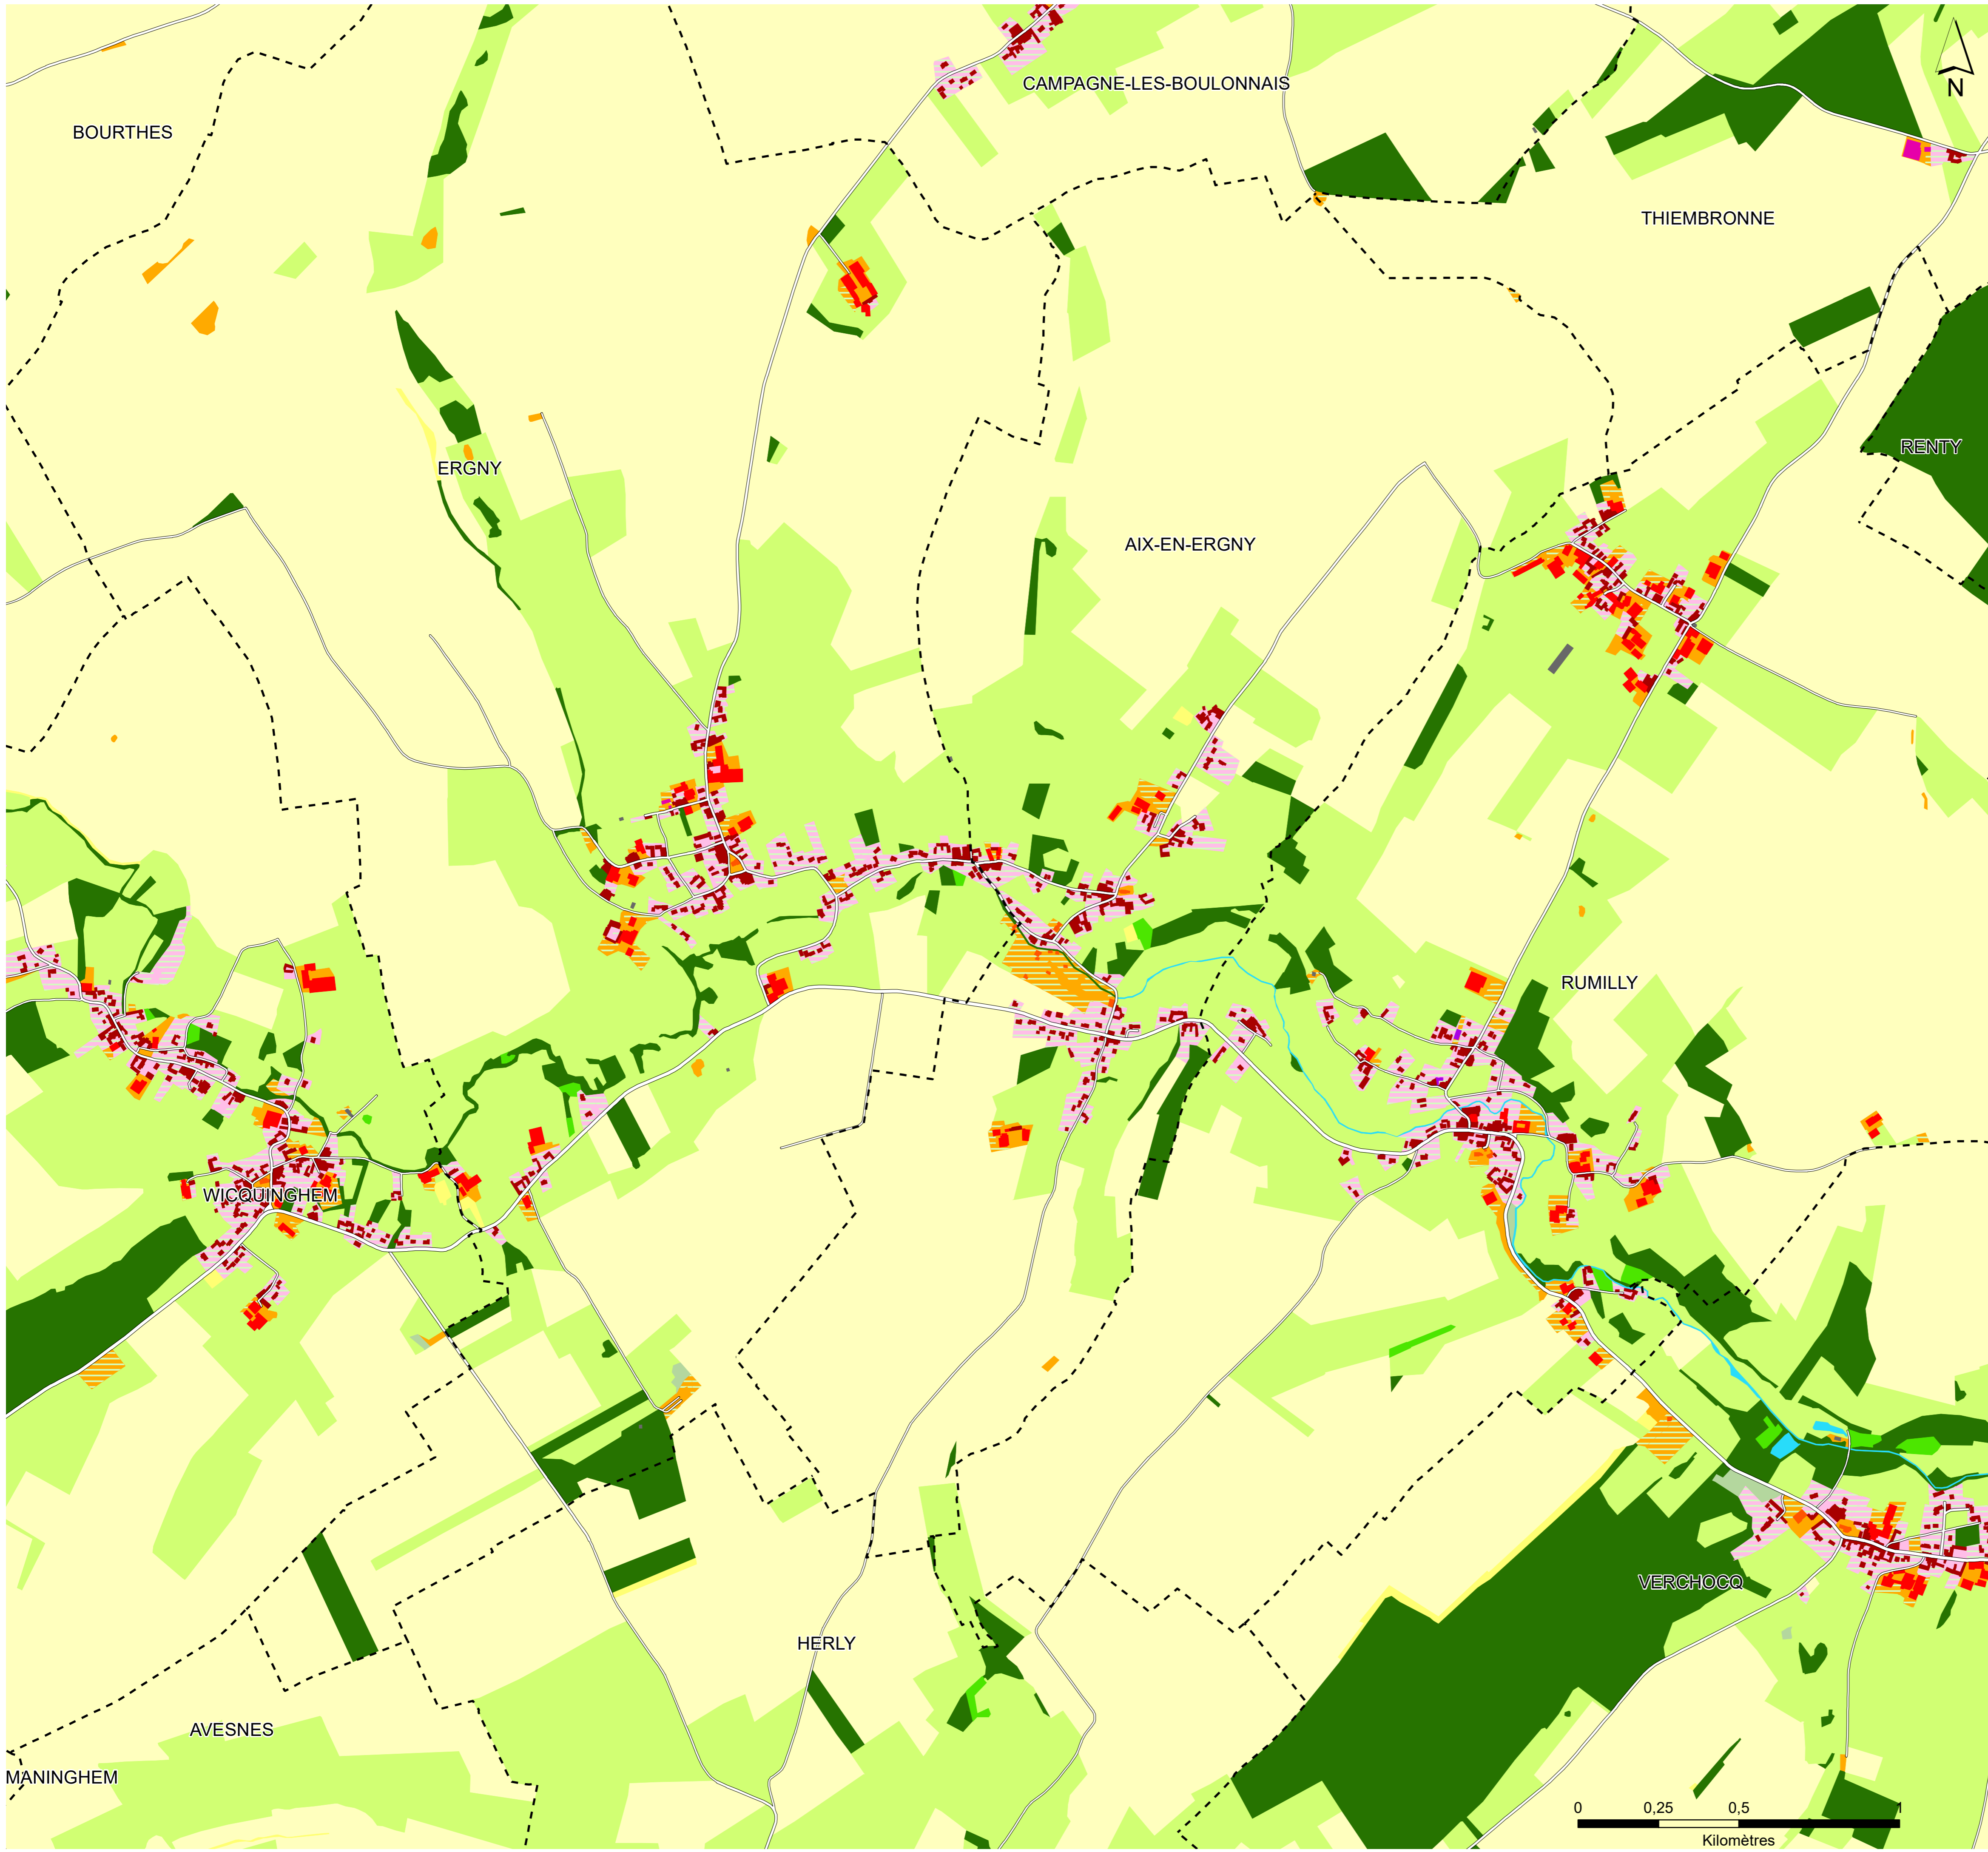 CAMPAGNE-LES-BOULONNAIS
N
BOURTHES
THIEMBRONNE
RENTY
ERGNY
AIX-EN-ERGNY
RUMILLY
WICQUINGHEM
VERCHOCQ
HERLY
AVESNES
MANINGHEM
0 0,25 0,5 1
Kilomètres